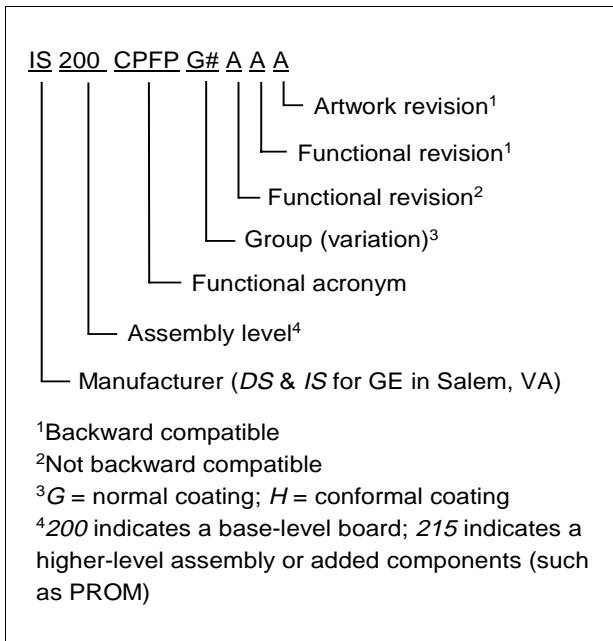 IS 200 CPFP G# A A A
Artwork revision¹
Functional revision¹
Functional revision²
Group (variation)³
Functional acronym
Assembly level⁴
Manufacturer (DS & IS for GE in Salem, VA)
¹Backward compatible
²Not backward compatible
³G = normal coating; H = conformal coating
⁴200 indicates a base-level board; 215 indicates a
higher-level assembly or added components (such
as PROM)